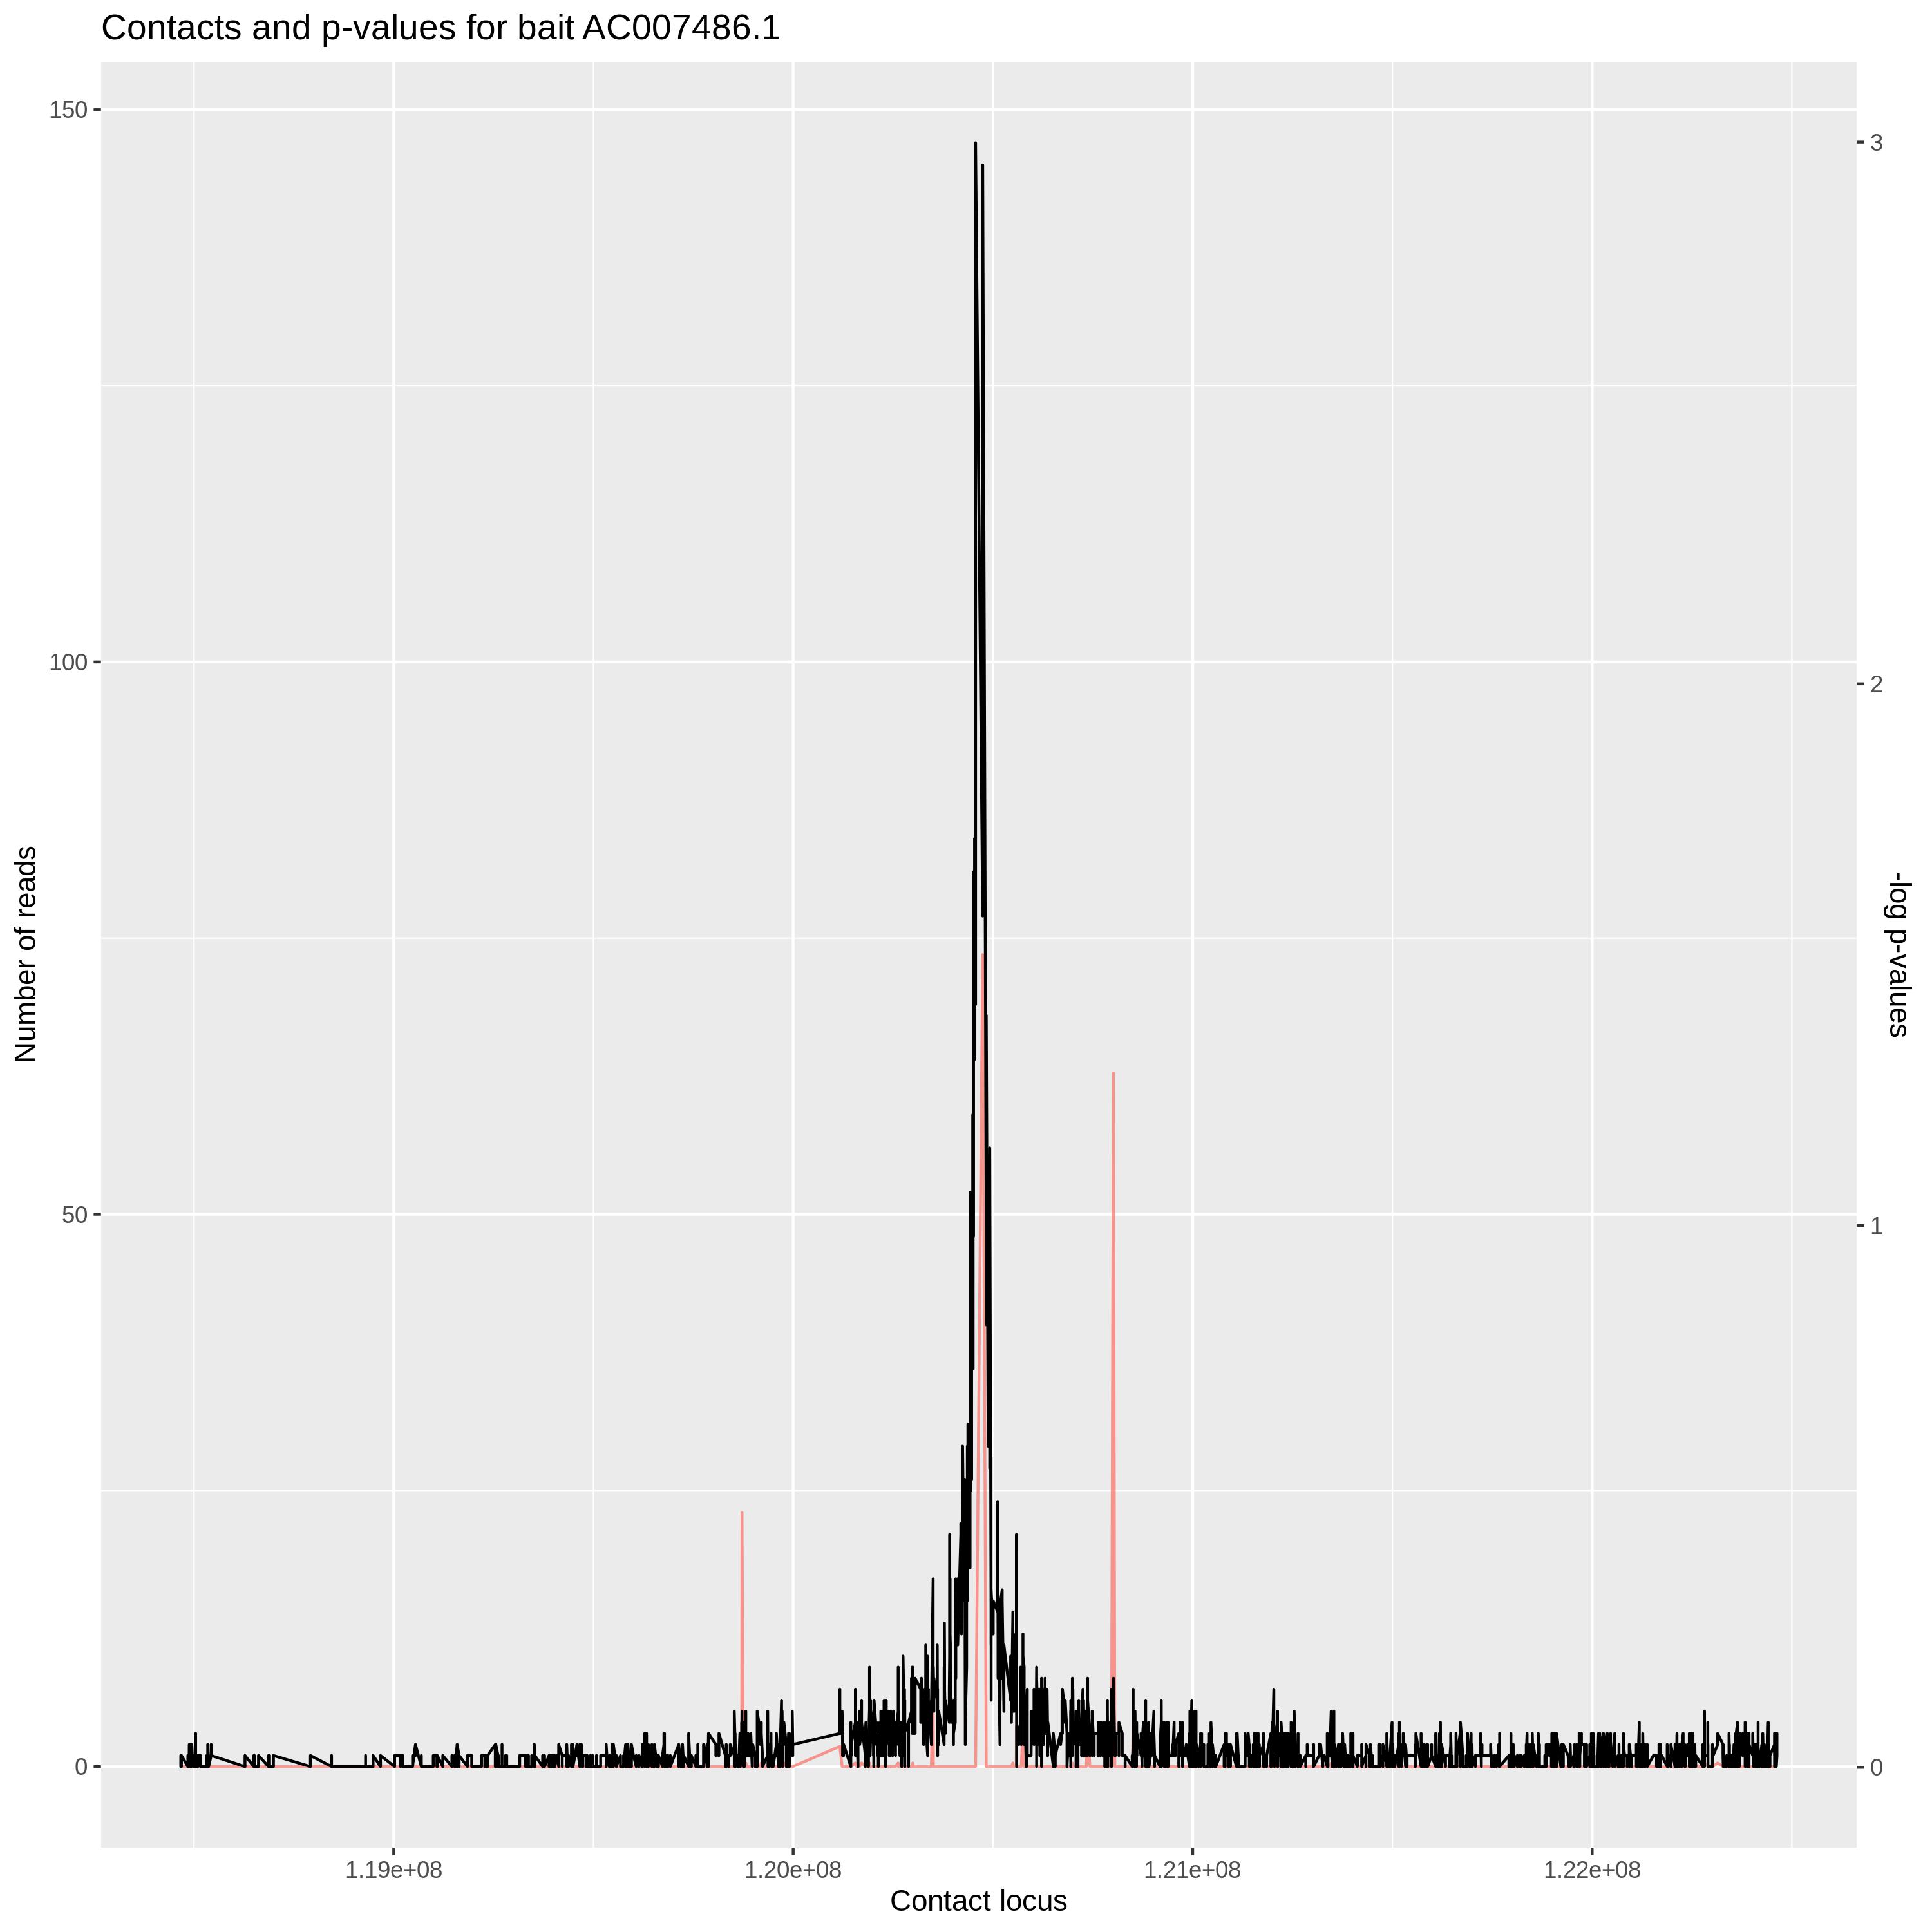 Contacts and p-values for bait AC007486.1
150
100
50
0
Number of reads
3
2
1
0
-log p-values
1.19e+08
1.20e+08
1.21e+08
1.22e+08
Contact locus